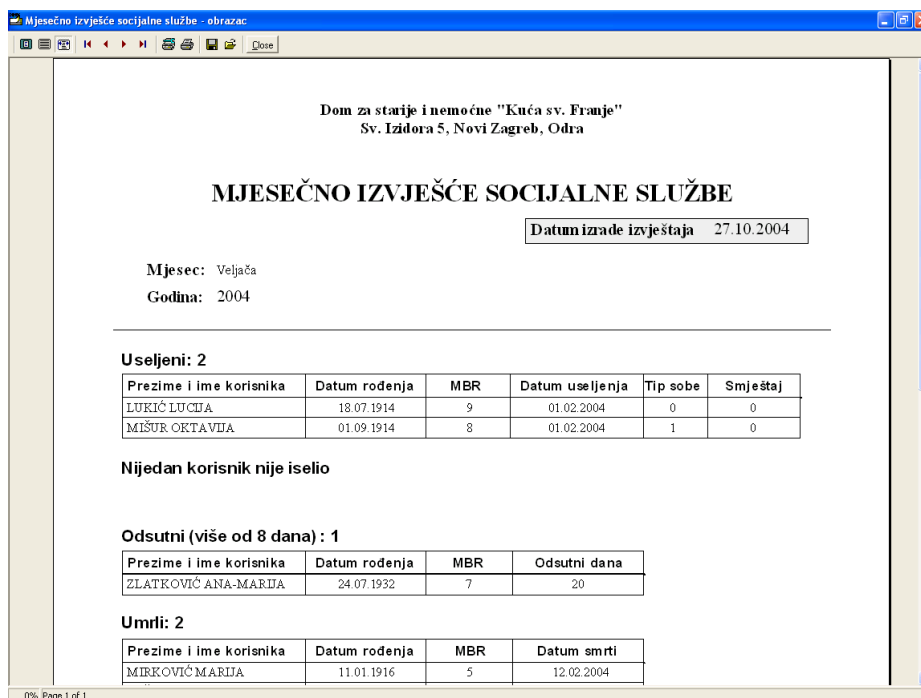 Mjesečno izvješće socijalne službe - obrazac
Close
Dom za starije i nemoćne "Kuća sv. Franje"
Sv. Izidora 5, Novi Zagreb, Odra
MJESEČNO IZVJEŠĆE SOCIJALNE SLUŽBE
Datum izrade izvještaja 27.10.2004
Mjesec: Veljača
Godina: 2004
Useljeni: 2
Prezime i ime korisnika Datum rođenja MBR Datum useljenja Tip sobe Smještaj
LUKIĆ LUCIJA 18.07.1914 9 01.02.2004 0 0
MIŠUR OKTAVIJA 01.09.1914 8 01.02.2004 1 0
Nijedan korisnik nije iselio
Odsutni (više od 8 dana) : 1
Prezime i ime korisnika Datum rođenja MBR Odsutni dana
ZLATKOVIĆ ANA-MARIJA 24.07.1932 7 20
Umrli: 2
Prezime i ime korisnika Datum rođenja MBR Datum smrti
MIRKOVIĆ MARIJA 11.01.1916 5 12.02.2004
0% Page 1 of 1